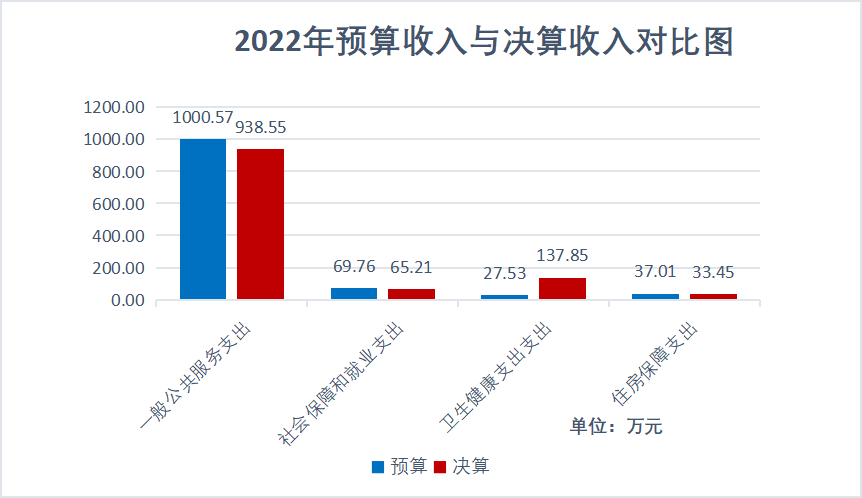 2022年预算收入与决算收入对比图
1200.00
1000.00
800.00
600.00
400.00
200.00
0.00
1000.57
938.55
69.76
65.21
27.53
137.85
37.01
33.45
一般公共服务支出
社会保障和就业支出
卫生健康支出支出
住房保障支出
单位：万元
预算
决算